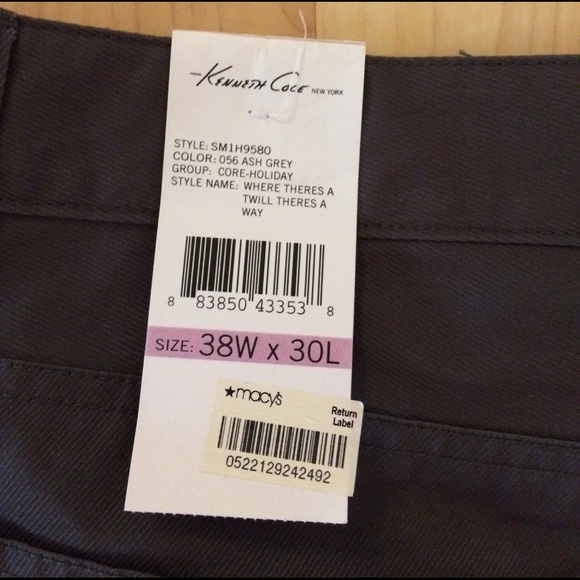 Kenneth Cole NEW YORK
STYLE: SM1H9580
COLOR: 056 ASH GREY
GROUP: CORE-HOLIDAY
STYLE NAME: WHERE THERES A
TWILL THERES A
WAY
8 83850 43353 8
SIZE: 38W x 30L
★macy's
Return
Label
0522129242492